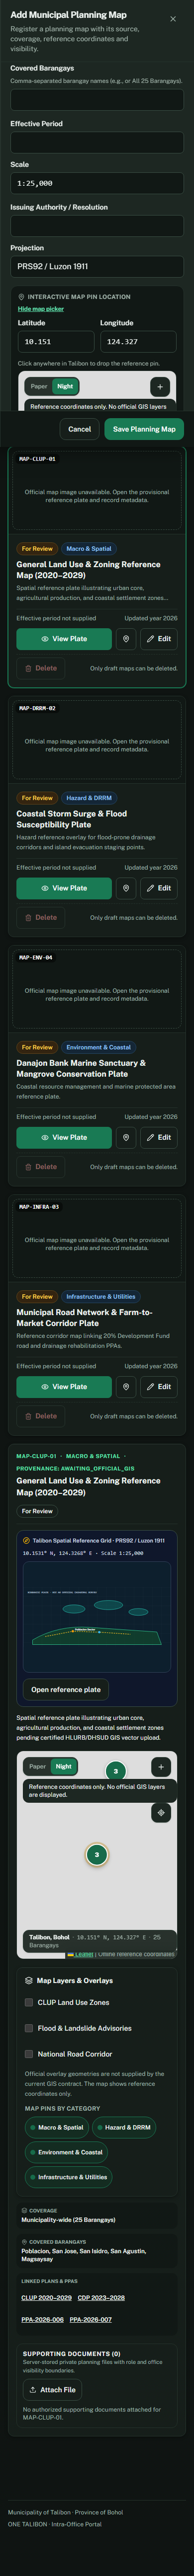 Add Municipal Planning Map
Register a planning map with its source,
coverage, reference coordinates and
visibility.
Covered Barangays
Comma-separated barangay names (e.g., or All 25 Barangays).
Effective Period
Scale
1:25,000
Issuing Authority / Resolution
Projection
PRS92 / Luzon 1911
INTERACTIVE MAP PIN LOCATION
Hide map picker
Latitude
Longitude
10.151
124.327
Click anywhere in Talibon to drop the reference pin.
Paper
Night
+
Reference coordinates only. No official GIS layers
Cancel
Save Planning Map
MAP-CLUP-01
Official map image unavailable. Open the provisional
reference plate and record metadata.
For Review
Macro & Spatial
General Land Use & Zoning Reference
Map (2020–2029)
Spatial reference plate illustrating urban core,
agricultural production, and coastal settlement zones…
Effective period not supplied
Updated year 2026
View Plate
Edit
Delete
Only draft maps can be deleted.
MAP-DRRM-02
Official map image unavailable. Open the provisional
reference plate and record metadata.
For Review
Hazard & DRRM
Coastal Storm Surge & Flood
Susceptibility Plate
Hazard reference overlay for flood-prone drainage
corridors and island evacuation staging points.
Effective period not supplied
Updated year 2026
View Plate
Edit
Delete
Only draft maps can be deleted.
MAP-ENV-04
Official map image unavailable. Open the provisional
reference plate and record metadata.
For Review
Environment & Coastal
Danajon Bank Marine Sanctuary &
Mangrove Conservation Plate
Coastal resource management and marine protected area
reference plate.
Effective period not supplied
Updated year 2026
View Plate
Edit
Delete
Only draft maps can be deleted.
MAP-INFRA-03
Official map image unavailable. Open the provisional
reference plate and record metadata.
For Review
Infrastructure & Utilities
Municipal Road Network & Farm-to-
Market Corridor Plate
Reference corridor map linking 20% Development Fund
road and drainage rehabilitation PPAs.
Effective period not supplied
Updated year 2026
View Plate
Edit
Delete
Only draft maps can be deleted.
MAP-CLUP-01 · MACRO & SPATIAL ·
PROVENANCE: AWAITING_OFFICIAL_GIS
General Land Use & Zoning Reference
Map (2020–2029)
For Review
Talibon Spatial Reference Grid · PRS92 / Luzon 1911
10.1531° N, 124.3268° E · Scale 1:25,000
Open reference plate
Spatial reference plate illustrating urban core,
agricultural production, and coastal settlement zones
pending certified HLURB/DHSUD GIS vector upload.
Paper
Night
3
+
Reference coordinates only. No official GIS layers
are displayed.
3
Talibon, Bohol · 10.151° N, 124.327° E · 25
Barangays
Leaflet | Offline reference coordinates
Map Layers & Overlays
CLUP Land Use Zones
Flood & Landslide Advisories
National Road Corridor
Official overlay geometries are not supplied by the
current GIS contract. The map shows reference
coordinates only.
MAP PINS BY CATEGORY
Macro & Spatial
Hazard & DRRM
Environment & Coastal
Infrastructure & Utilities
COVERAGE
Municipality-wide (25 Barangays)
COVERED BARANGAYS
Poblacion, San Jose, San Isidro, San Agustin,
Magsaysay
LINKED PLANS & PPAS
CLUP 2020–2029
CDP 2023–2028
PPA-2026-006
PPA-2026-007
SUPPORTING DOCUMENTS (0)
Server-stored private planning files with role and office
visibility boundaries.
Attach File
No authorized supporting documents attached for
MAP-CLUP-01.
Municipality of Talibon · Province of Bohol
ONE TALIBON · Intra-Office Portal